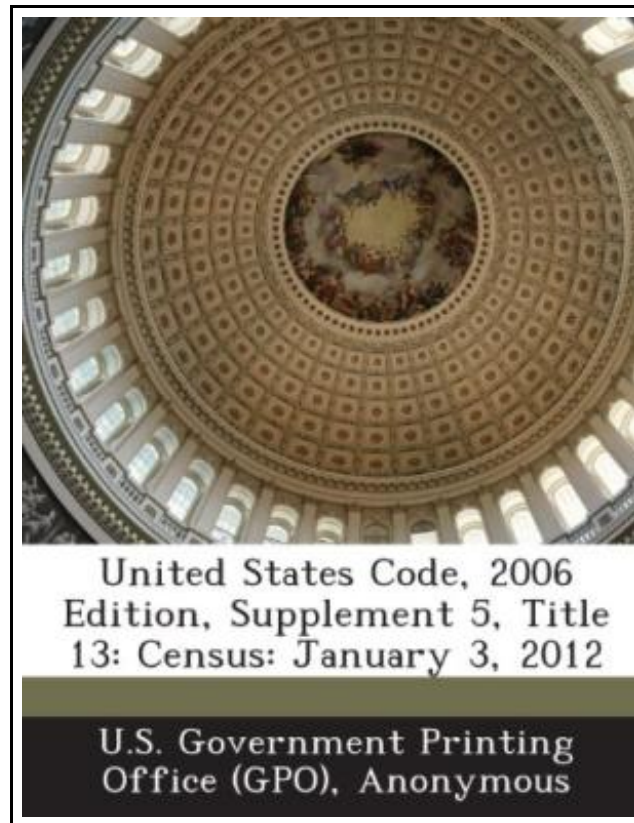 United States Code, 2006
Edition, Supplement 5, Title
13: Census: January 3, 2012
U.S. Government Printing
Office (GPO), Anonymous